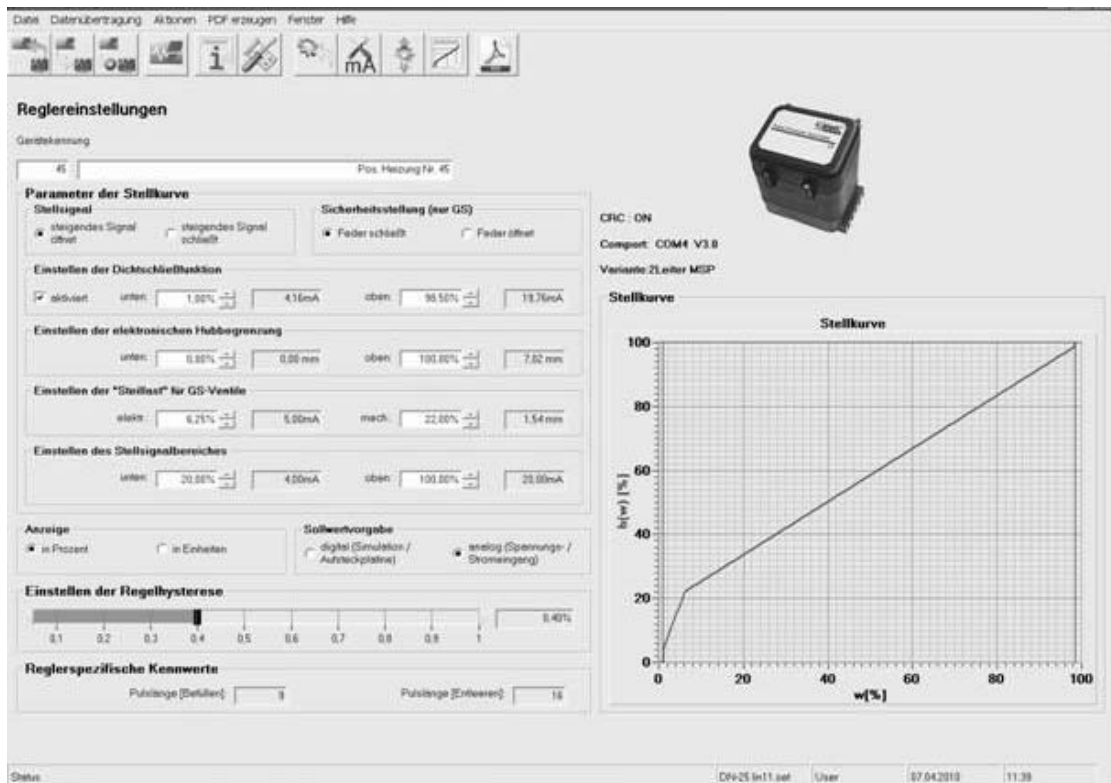 Datei Datenübertragung Aktionen PDF erzeugen Fenster Hilfe
i mA
Reglereinstellungen
Gerätekennung
45 Pos. Heizung Nr. 45
Parameter der Stellkurve
Stellsignal
steigendes Signal öffnet
steigendes Signal schließt
Sicherheitsstellung (nur GS)
Feder schließt Feder öffnet
Einstellen der Dichtschließfunktion
aktiviert unten: 1,00% 4,16mA oben: 98,50% 19,76mA
Einstellen der elektronischen Hubbegrenzung
unten: 0,00% 0,00 mm oben: 100,00% 7,02 mm
Einstellen der "Steilast" für GS-Ventile
elektr.: 6,25% 5,00mA mech.: 22,00% 1,54 mm
Einstellen des Stellsignalbereiches
unten: 20,00% 4,00mA oben: 100,00% 20,00mA
Anzeige
in Prozent in Einheiten
Sollwertvorgabe
digital (Simulation / Aufsteckplatine)
analog (Spannungs- / Stromeingang)
Einstellen der Regelhysterese
0,40%
0,1 0,2 0,3 0,4 0,5 0,6 0,7 0,8 0,9 1
Reglerspezifische Kennwerte
Pulslänge [Befüllen]: 9 Pulslänge [Entleeren]: 16
CRC : ON
Comport: COM4 V3.8
Variante:2Leiter MSP
Stellkurve
Stellkurve
h(w) [%]
100
80
60
40
20
0
0 20 40 60 80 100
w[%]
Status DN-25 lin11.set User 07.04.2010 11:39